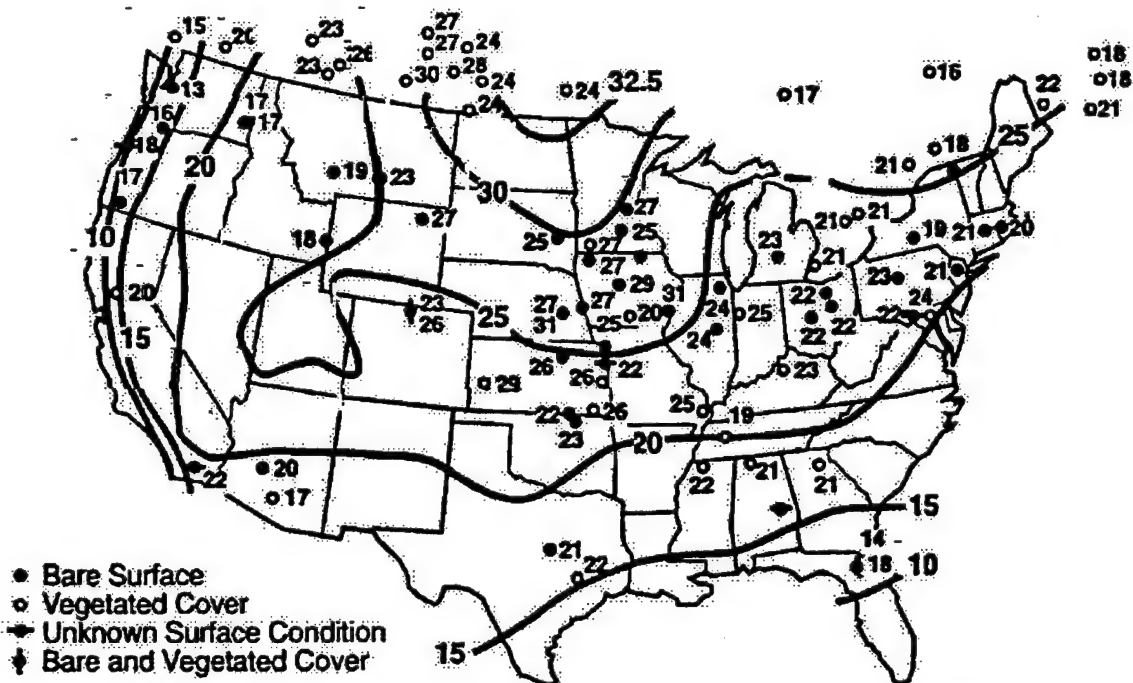 15 20 23 27 24
27 26 23 28 24 30 24
24 32.5 17 16 18 18 22 21
13 17 17 16 18 17
20 19 23 30 27
25 18 21
10 18 27
25 27 25 27 29 31
21 21 23 21 19 21 20
20 15
23 26 25 27 31 27 25 20 24 24 25
22 22 22 23 21 24 22
29 26 26 22 26 22 23
25 19 23
20
22 20 17
22 21 21
21 22 15
14 18 10
15
Bare Surface
Vegetated Cover
Unknown Surface Condition
Bare and Vegetated Cover